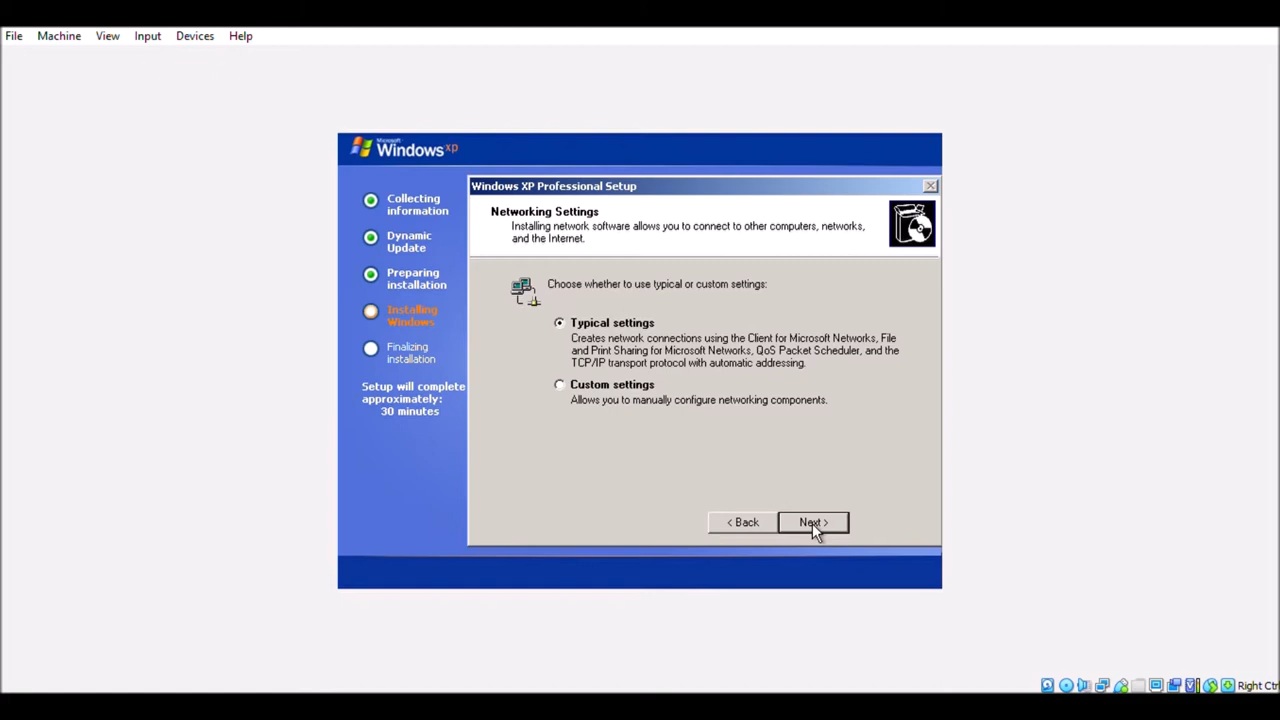 File Machine View Input Devices Help
Microsoft
Windows xp
Windows XP Professional Setup
Collecting
information
Dynamic
Update
Preparing
installation
Installing
Windows
Finalizing
installation
Setup will complete
approximately:
30 minutes
Networking Settings
Installing network software allows you to connect to other computers, networks,
and the Internet.
Choose whether to use typical or custom settings:
Typical settings
Creates network connections using the Client for Microsoft Networks, File
and Print Sharing for Microsoft Networks, QoS Packet Scheduler, and the
TCP/IP transport protocol with automatic addressing.
Custom settings
Allows you to manually configure networking components.
< Back Next >
Right Ctrl